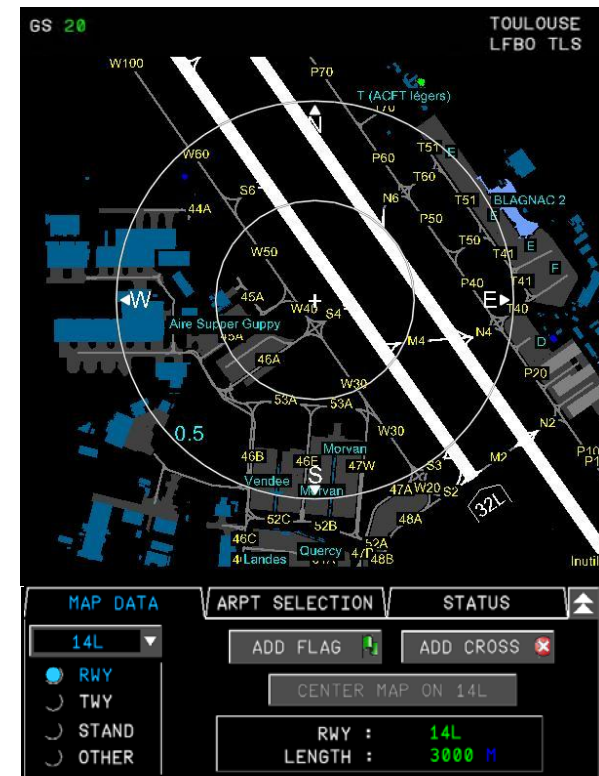 GS 20
TOULOUSE
LFBO TLS
W100
P70
T (ACFT légers)
T70
N
W60
P60
T51
E
T60
S6
N6
T51
BLAGNAC 2
44A
P50
E
W50
T50
E
T41
F
P40
T41
45A
W
W40
S4
E
T40
Aire Supper Guppy
45A
M4
N4
D
46A
P20
W30
53A
53A
0.5
W30
N2
Morvan
P10
46B
46E
47W
S3
M2
Vendee
S
Morvan
47A
W20
S2
32L
52C
52B
48A
46C
52A
Landes
Quercy
48B
Inutil
MAP DATA
ARPT SELECTION
STATUS
14L
ADD FLAG
ADD CROSS
RWY
TWY
CENTER MAP ON 14L
STAND
OTHER
RWY : 14L
LENGTH : 3000 M